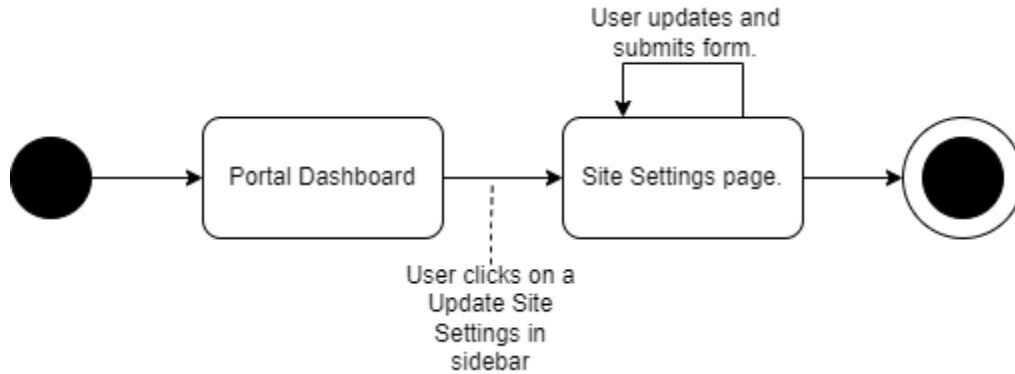 User updates and
submits form.
Portal Dashboard
Site Settings page.
User clicks on a
Update Site
Settings in
sidebar